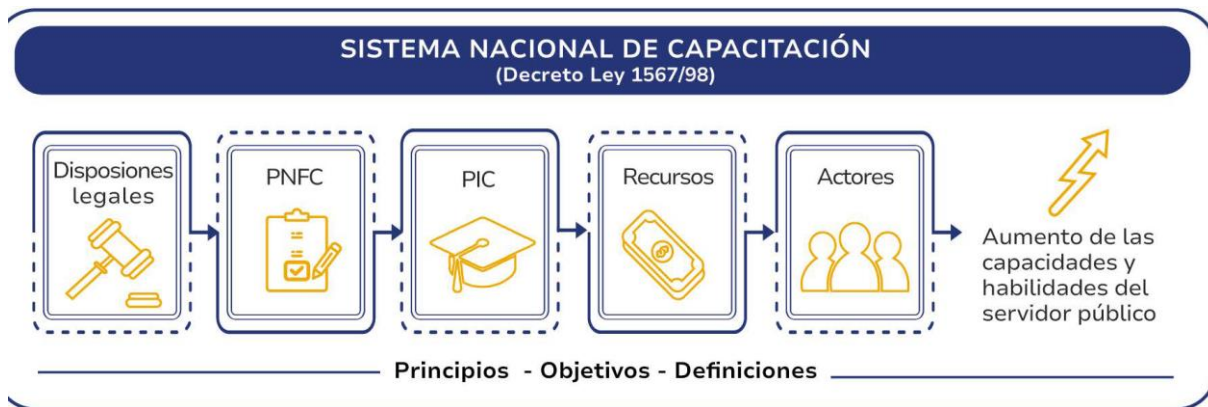 SISTEMA NACIONAL DE CAPACITACIÓN
(Decreto Ley 1567/98)
Disposiones
legales
PNFC
PIC
Recursos
Actores
Aumento de las
capacidades y
habilidades del
servidor público
Principios - Objetivos - Definiciones